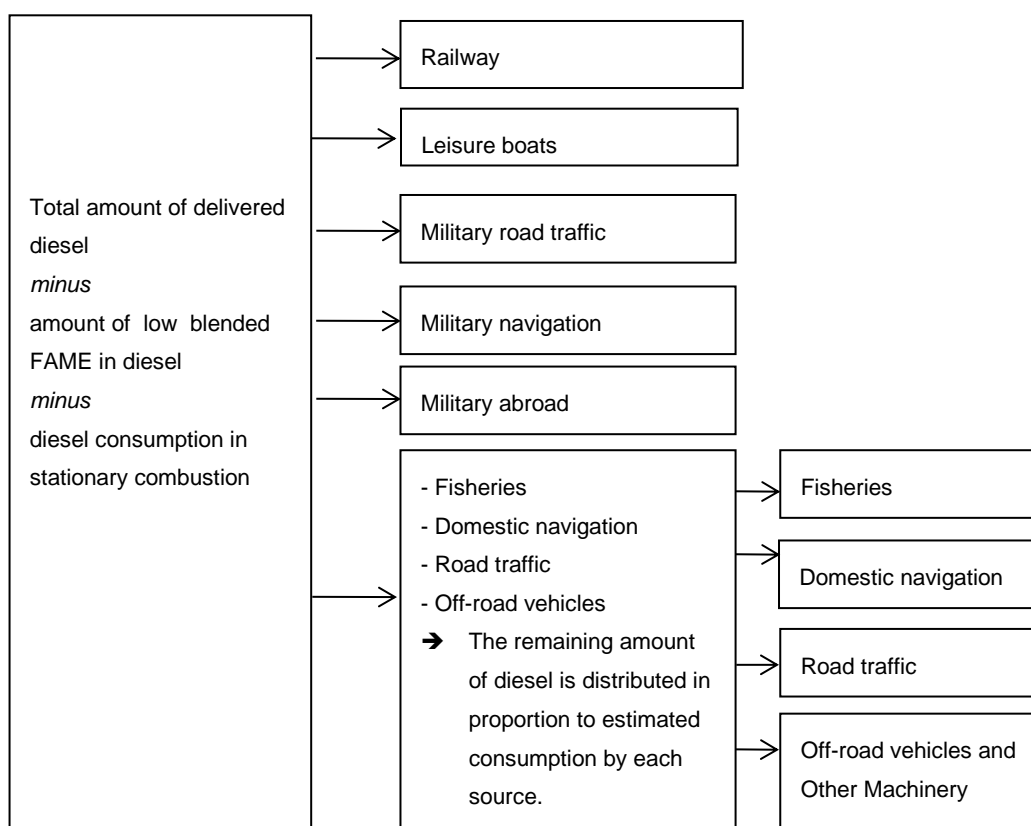 Total amount of delivered
diesel
minus
amount of low blended
FAME in diesel
minus
diesel consumption in
stationary combustion
Railway
Leisure boats
Military road traffic
Military navigation
Military abroad
- Fisheries
- Domestic navigation
- Road traffic
- Off-road vehicles
➔ The remaining amount
of diesel is distributed in
proportion to estimated
consumption by each
source.
Fisheries
Domestic navigation
Road traffic
Off-road vehicles and
Other Machinery